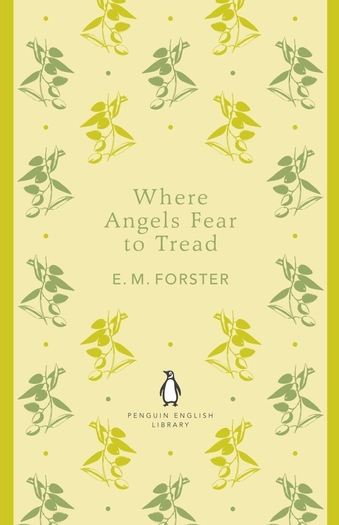 Where
Angels Fear
to Tread
E. M. FORSTER
PENGUIN ENGLISH
LIBRARY